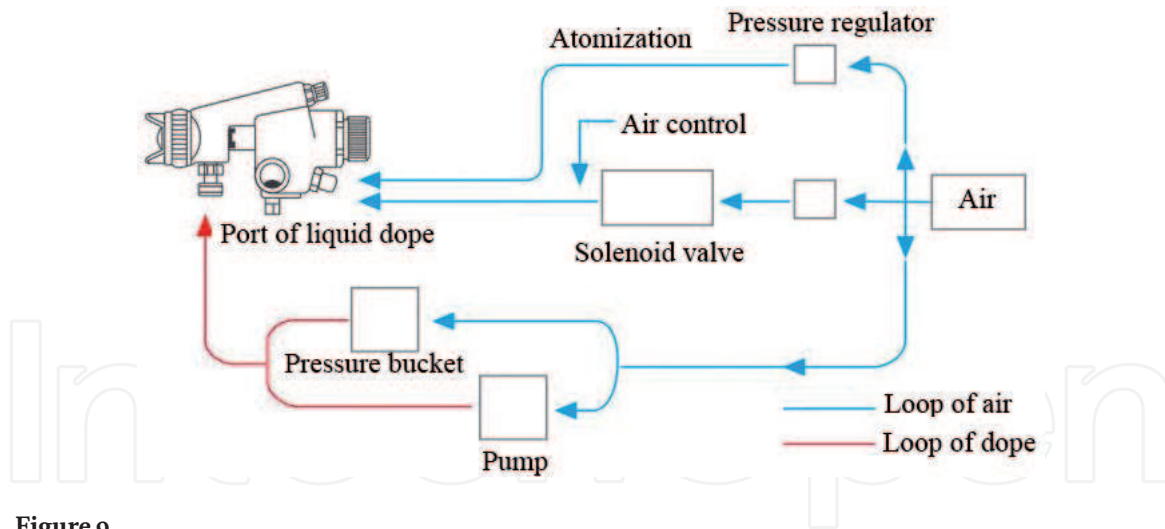 Pressure regulator
Atomization
Air control
Air
Port of liquid dope
Solenoid valve
Pressure bucket
Loop of air
Loop of dope
Pump
IntechOpen
Figure 9